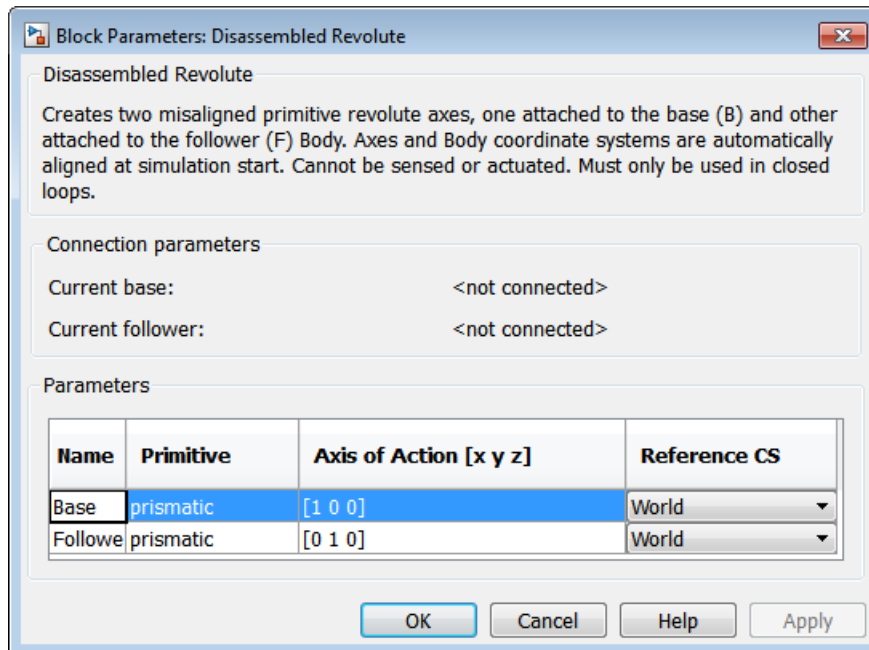 Block Parameters: Disassembled Revolute
Disassembled Revolute
Creates two misaligned primitive revolute axes, one attached to the base (B) and other
attached to the follower (F) Body. Axes and Body coordinate systems are automatically
aligned at simulation start. Cannot be sensed or actuated. Must only be used in closed
loops.
Connection parameters
Current base: <not connected>
Current follower: <not connected>
Parameters
Name Primitive Axis of Action [x y z] Reference CS
Base prismatic [1 0 0] World
Followe prismatic [0 1 0] World
OK Cancel Help Apply